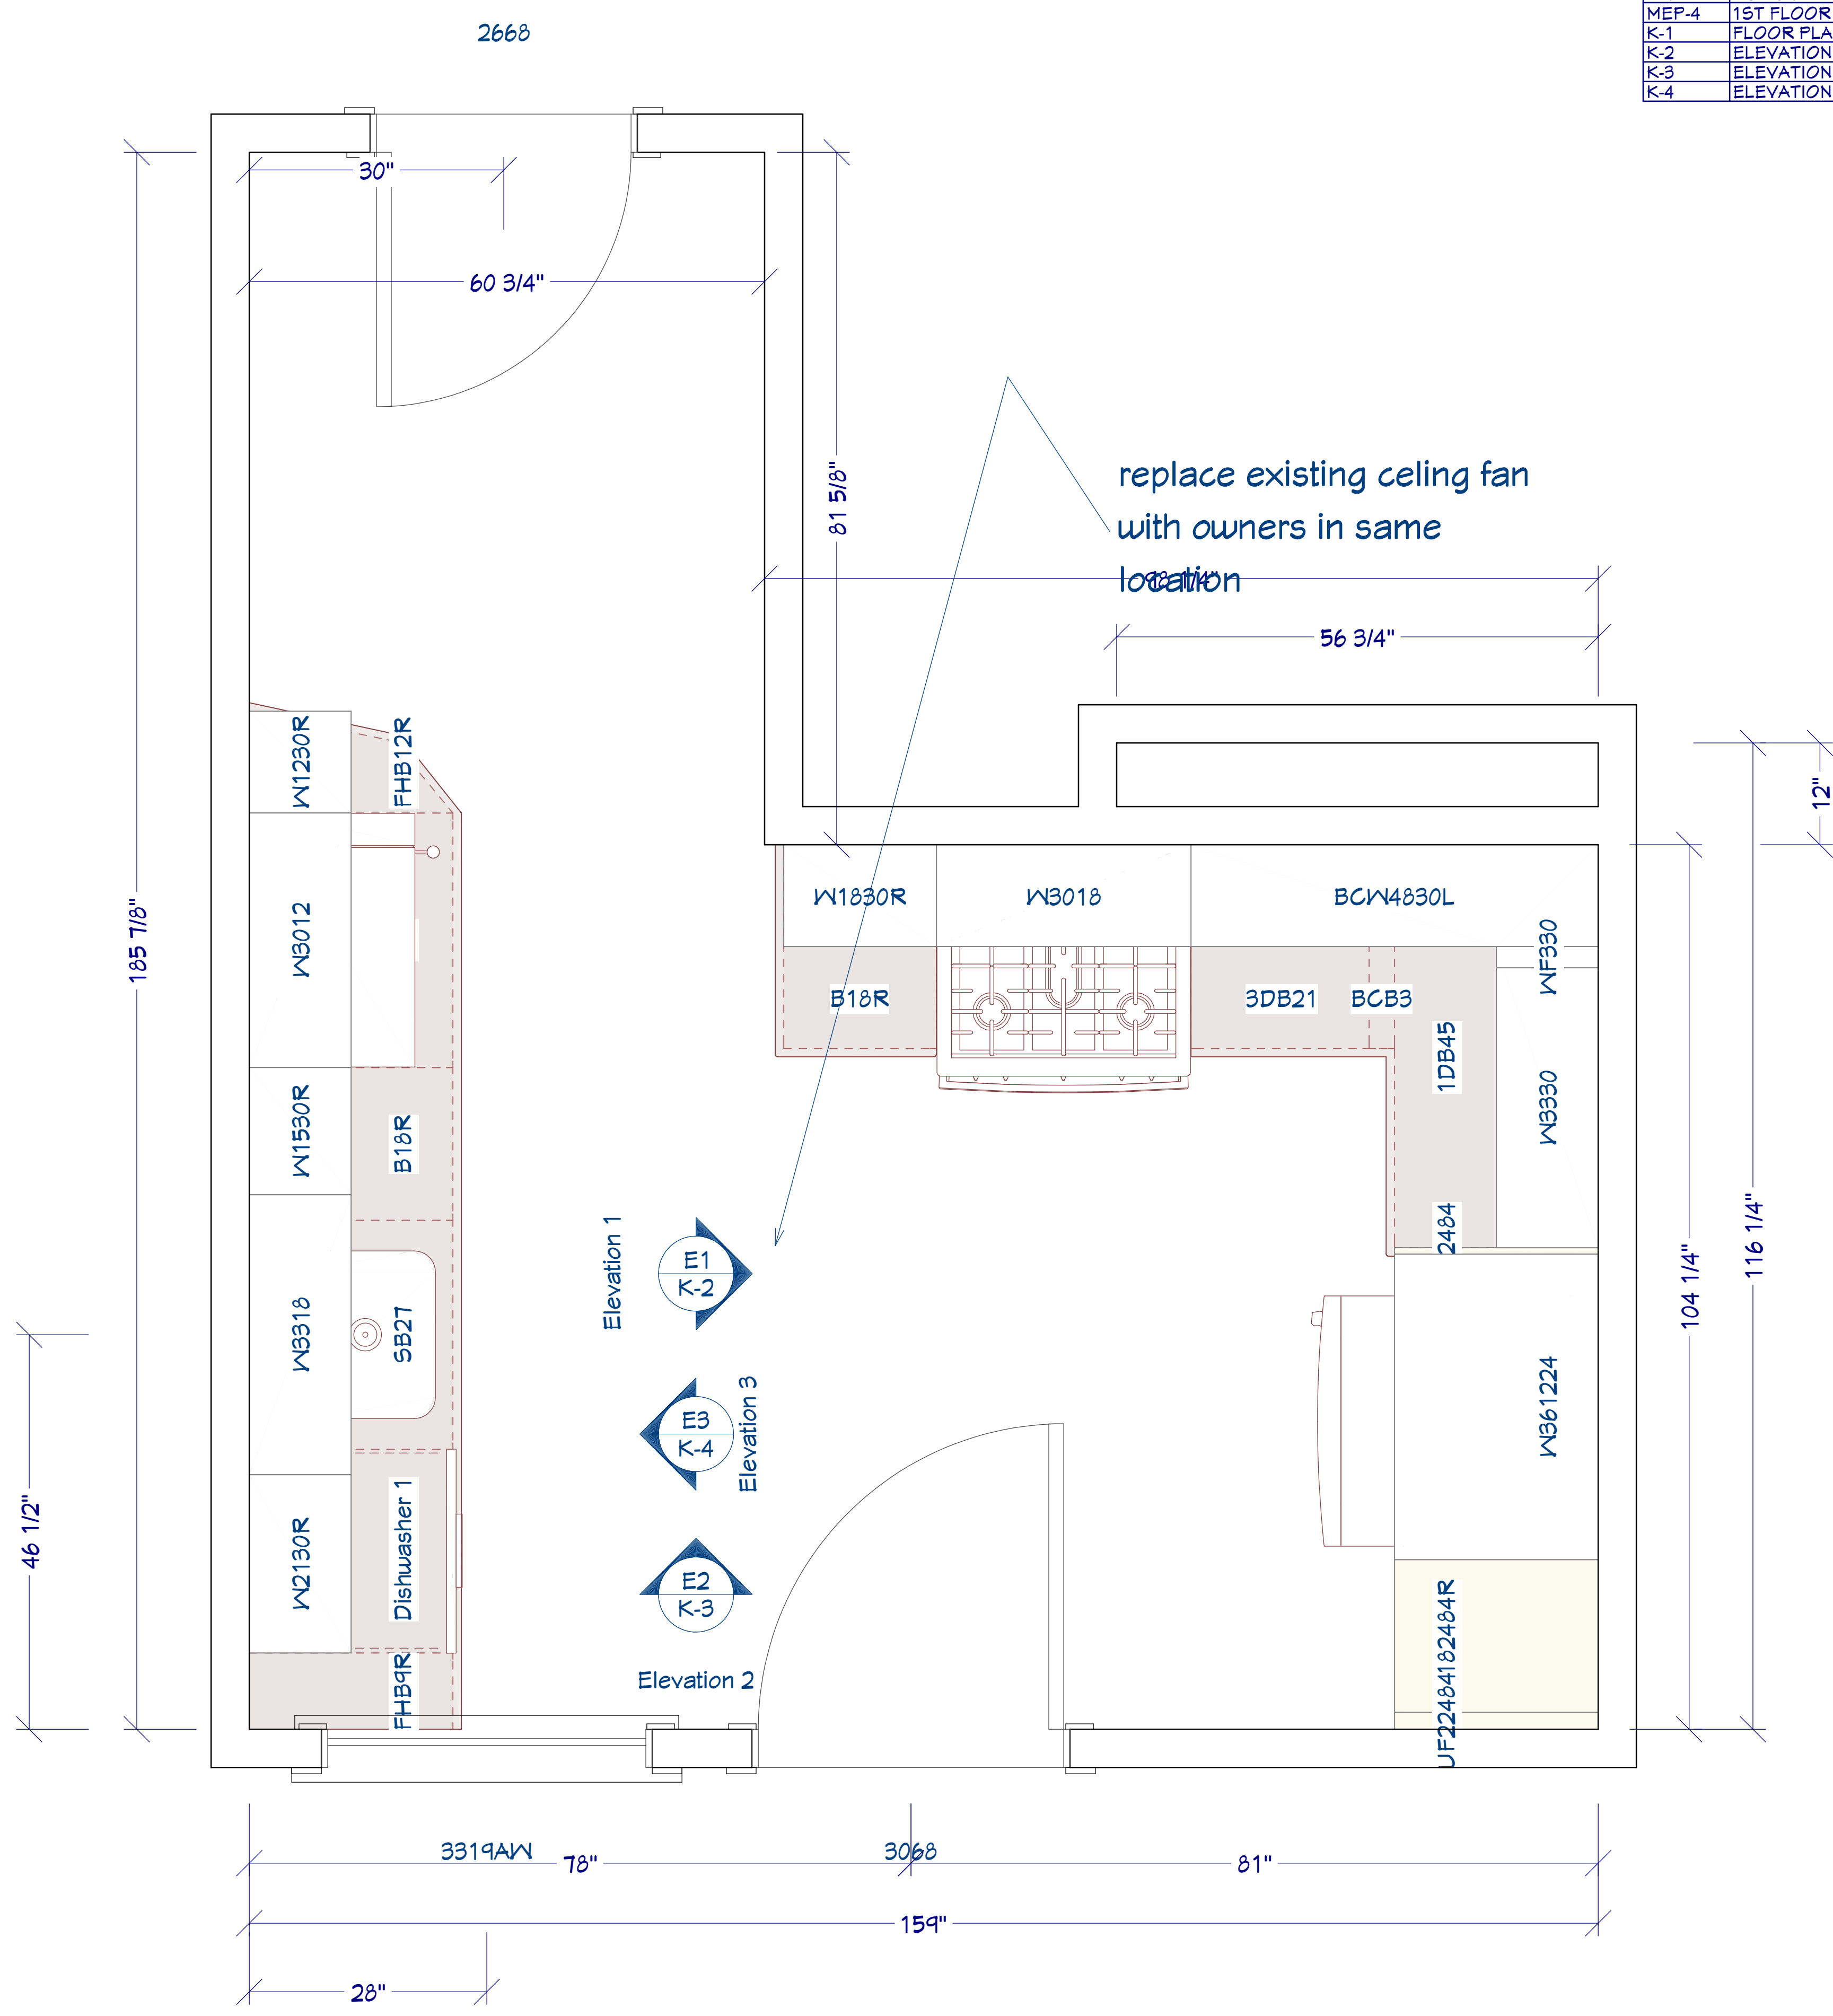 MEP-4 1ST FLOOR
K-1 FLOOR PLA
K-2 ELEVATION
K-3 ELEVATION
K-4 ELEVATION
2668
30"
60 3/4"
81 5/8"
replace existing celing fan
with owners in same
location
98 1/4"
56 3/4"
12"
185 7/8"
W1230R
FHB12R
W3012
W1530R
B18R
W3318
SB27
W2130R
Dishwasher 1
FHB9R
W1830R
W3018
BCW4830L
WF330
B18R
3DB21
BCB3
1DB45
W3330
2484
W361224
UF22484182484R
Elevation 1
E1
K-2
E3
K-4
Elevation 3
E2
K-3
Elevation 2
104 1/4"
116 1/4"
46 1/2"
3319AW
3068
78"
81"
159"
28"